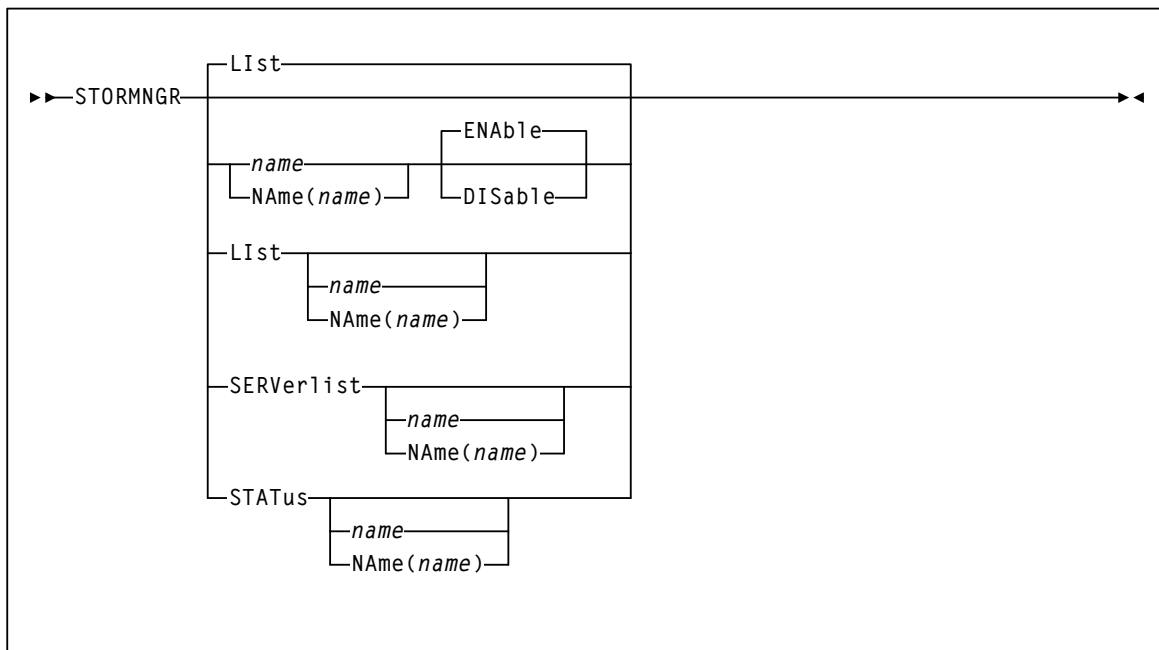 LIst
STORMNGR
ENAble
name
NAme(name)
DISable
LIst
name
NAme(name)
SERVerlist
name
NAme(name)
STATus
name
NAme(name)